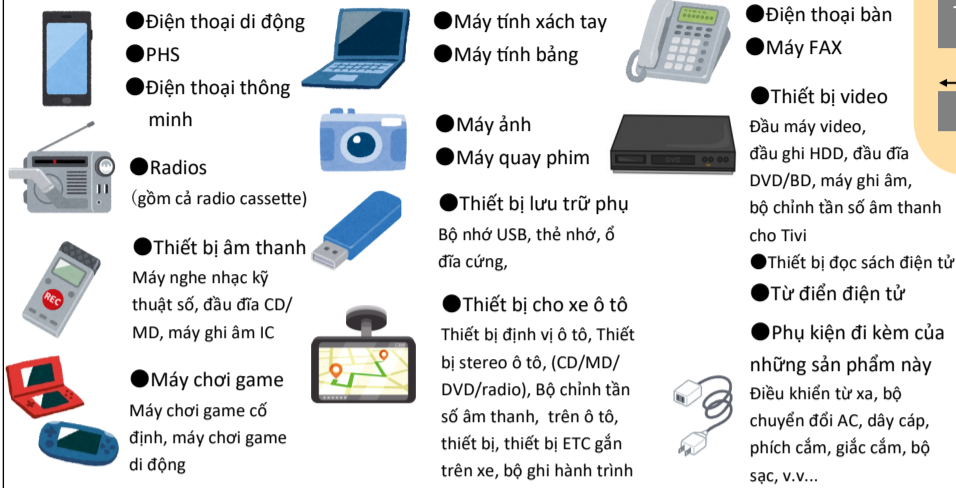 ●Điện thoại di động
●PHS
●Điện thoại thông
minh
●Radios
(gồm cả radio cassette)
●Thiết bị âm thanh
Máy nghe nhạc kỹ
thuật số, đầu đĩa CD/
MD, máy ghi âm IC
REC
●Máy chơi game
Máy chơi game cố
định, máy chơi game
di động
●Máy tính xách tay
●Máy tính bảng
●Máy ảnh
●Máy quay phim
●Thiết bị lưu trữ phụ
Bộ nhớ USB, thẻ nhớ, ổ
đĩa cứng,
●Thiết bị cho xe ô tô
Thiết bị định vị ô tô, Thiết
bị stereo ô tô, (CD/MD/
DVD/radio), Bộ chỉnh tần
số âm thanh, trên ô tô,
thiết bị, thiết bị ETC gắn
trên xe, bộ ghi hành trình
●Điện thoại bàn
●Máy FAX
DVD
●Thiết bị video
Đầu máy video,
đầu ghi HDD, đầu đĩa
DVD/BD, máy ghi âm,
bộ chỉnh tần số âm thanh
cho Tivi
●Thiết bị đọc sách điện tử
●Từ điển điện tử
●Phụ kiện đi kèm của
những sản phẩm này
Điều khiển từ xa, bộ
chuyển đổi AC, dây cáp,
phích cắm, giắc cắm, bộ
sạc, v.v...